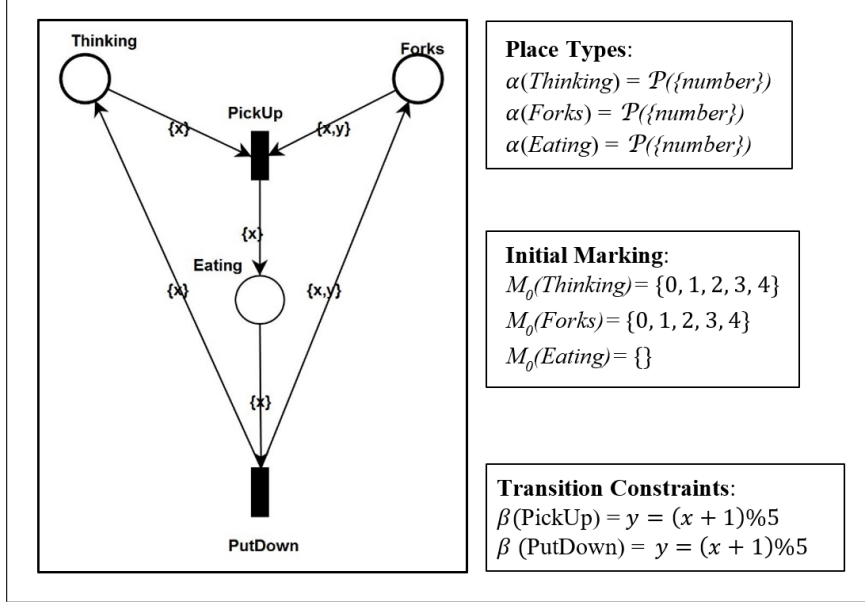 Thinking
Forks
PickUp
{x}
{x,y}
{x}
Eating
{x}
{x,y}
{x}
PutDown
Place Types:
α(Thinking) = 𝒫({number})
α(Forks) = 𝒫({number})
α(Eating) = 𝒫({number})
Initial Marking:
M₀(Thinking)= {0, 1, 2, 3, 4}
M₀(Forks)= {0, 1, 2, 3, 4}
M₀(Eating)= {}
Transition Constraints:
β(PickUp) = y = (x + 1)%5
β (PutDown) = y = (x + 1)%5